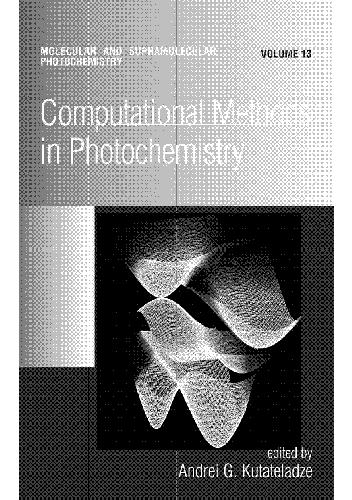 MOLECULAR AND SUPRAMOLECULAR
PHOTOCHEMISTRY
VOLUME 13
Computational Methods
in Photochemistry
edited by
Andrei G. Kutateladze